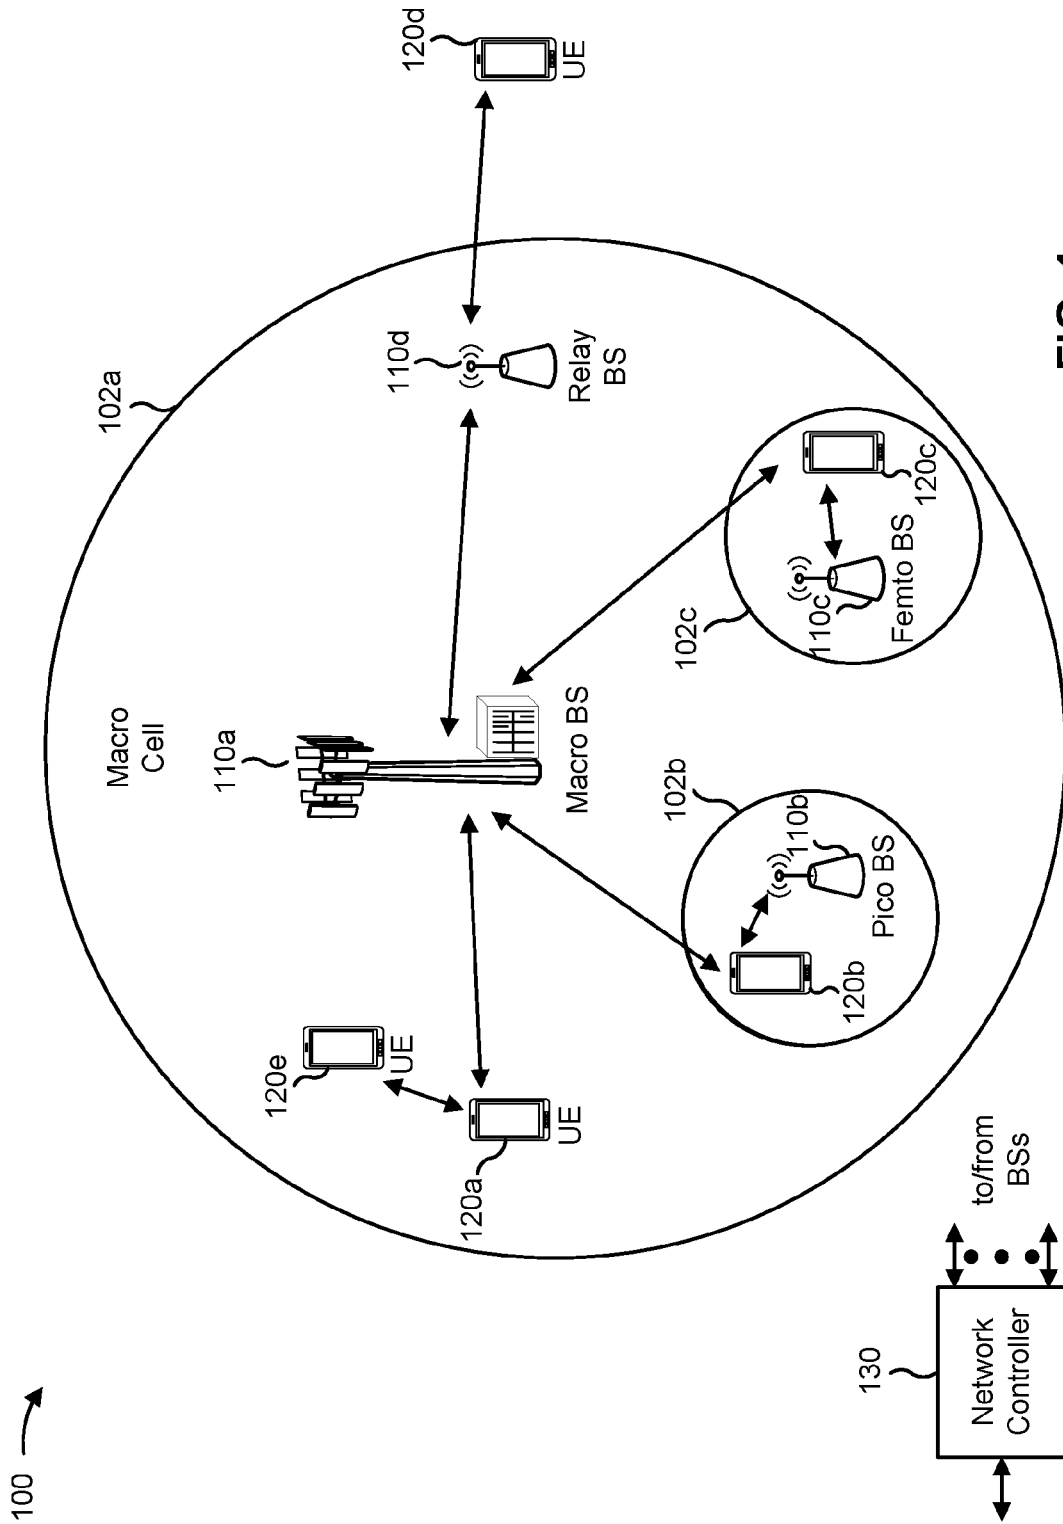 100
102a
Macro
Cell
110a
120e
UE
110d
120d
120a
UE
Macro BS
Relay
BS
UE
102c
102b
110b
110c
120b
130
Pico BS
Femto BS
120c
Network
Controller
to/from
BSs
FIG.